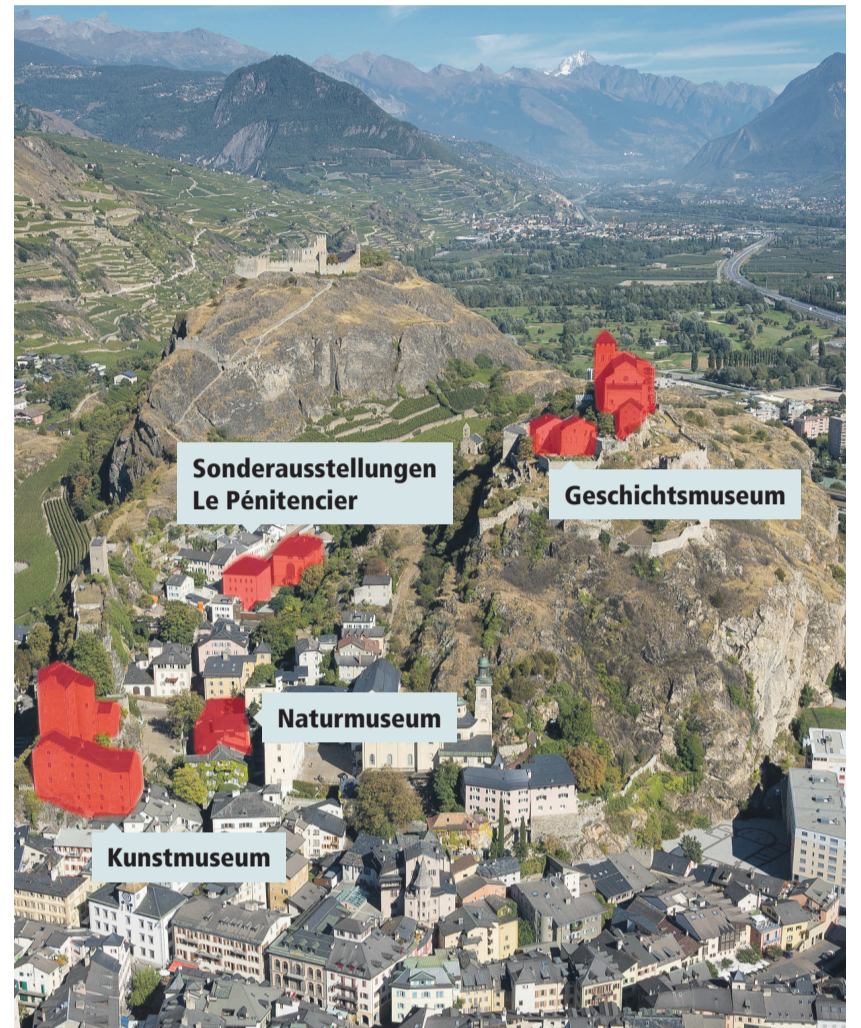 Sonderausstellungen
Le Pénitencier
Geschichtsmuseum
Naturmuseum
Kunstmuseum